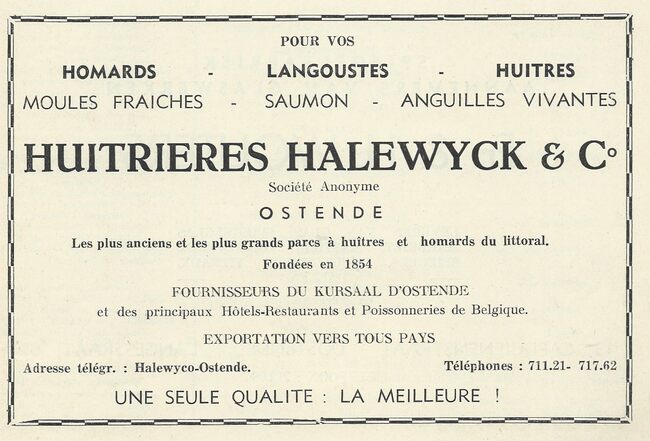 POUR VOS
HOMARDS - LANGOUSTES - HUITRES
MOULES FRAICHES - SAUMON - ANGUILLES VIVANTES
HUITRIERES HALEWYCK & Co
Société Anonyme
OSTENDE
Les plus anciens et les plus grands parcs à huîtres et homards du littoral.
Fondées en 1854
FOURNISSEURS DU KURSAAL D'OSTENDE
et des principaux Hôtels-Restaurants et Poissonneries de Belgique.
EXPORTATION VERS TOUS PAYS
Adresse télégr. : Halewyco-Ostende. Téléphones : 711.21- 717.62
UNE SEULE QUALITE : LA MEILLEURE !